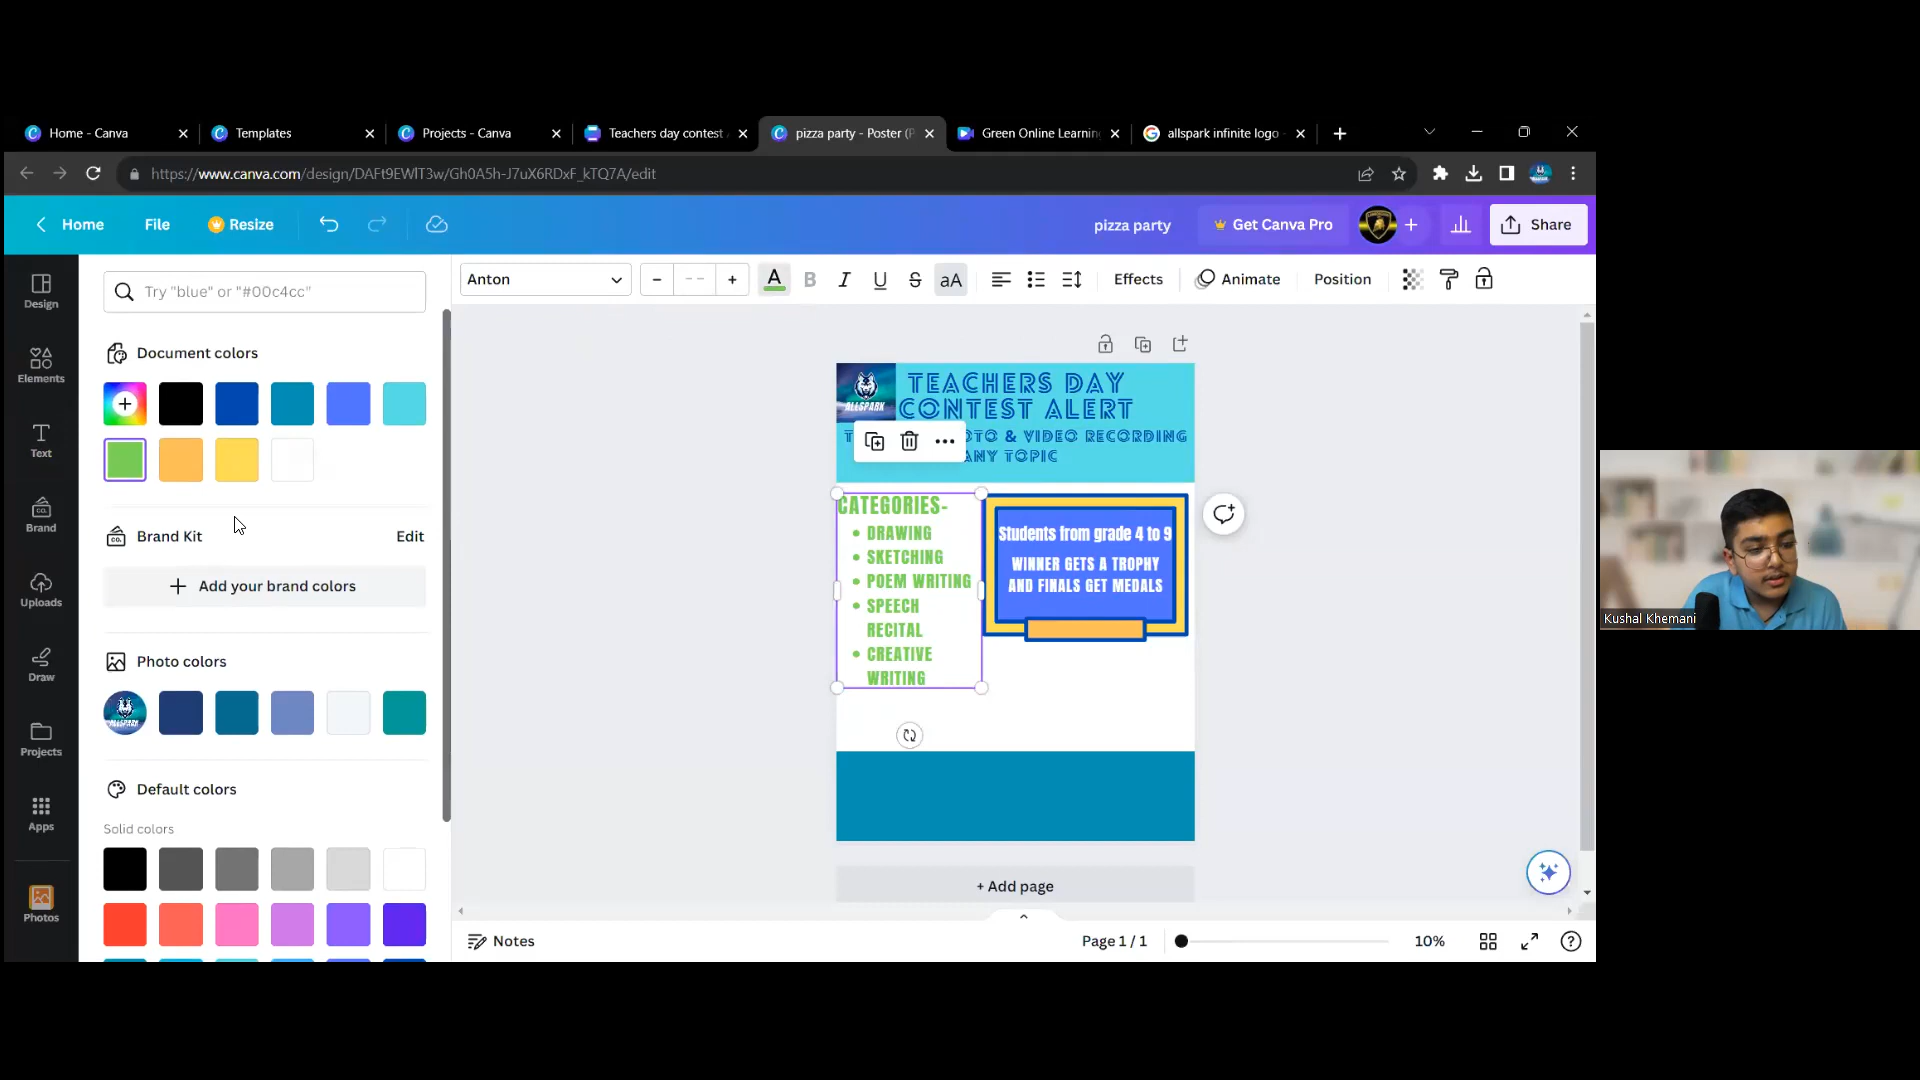 Home - Canva
Templates
Projects - Canva
Teachers day contest
pizza party - Poster (P
Green Online Learnin
allspark infinite logo
https://www.canva.com/design/DAFt9EWlT3w/Gh0A5h-J7uX6RDxF_kTQ7A/edit
Home
File
Resize
pizza party
Get Canva Pro
Share
Design
Elements
Text
Brand
Uploads
Draw
Projects
Apps
Photos
Try "blue" or "#00c4cc"
Document colors
Brand Kit
Edit
Add your brand colors
Photo colors
Default colors
Solid colors
Anton
- -
A
B
I
U
S
aA
Effects
Animate
Position
ALLSPARK
TEACHERS DAY
CONTEST ALERT
& VIDEO RECORDING
ANY TOPIC
CATEGORIES-
• DRAWING
• SKETCHING
• POEM WRITING
• SPEECH
RECITAL
• CREATIVE
WRITING
Students from grade 4 to 9
WINNER GETS A TROPHY
AND FINALS GET MEDALS
+ Add page
Notes
Page 1 / 1
10%
Kushal Khemani